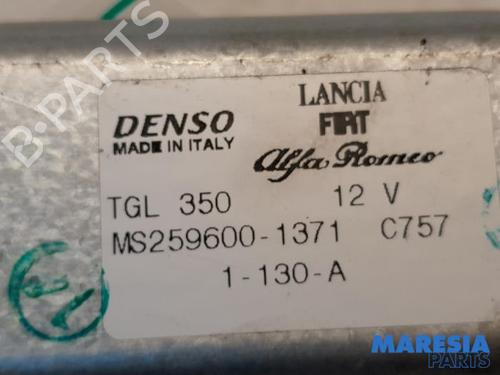 DENSO
MADE IN ITALY
LANCIA
FIAT
Alfa Romeo
TGL 350 12 V
MS259600-1371 C757
1-130-A
B-PARTS
MARESIA
PARTS